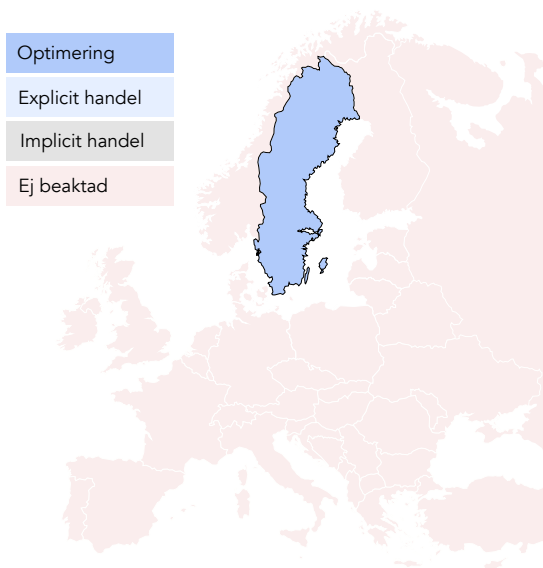 Optimering
Explicit handel
Implicit handel
Ej beaktad